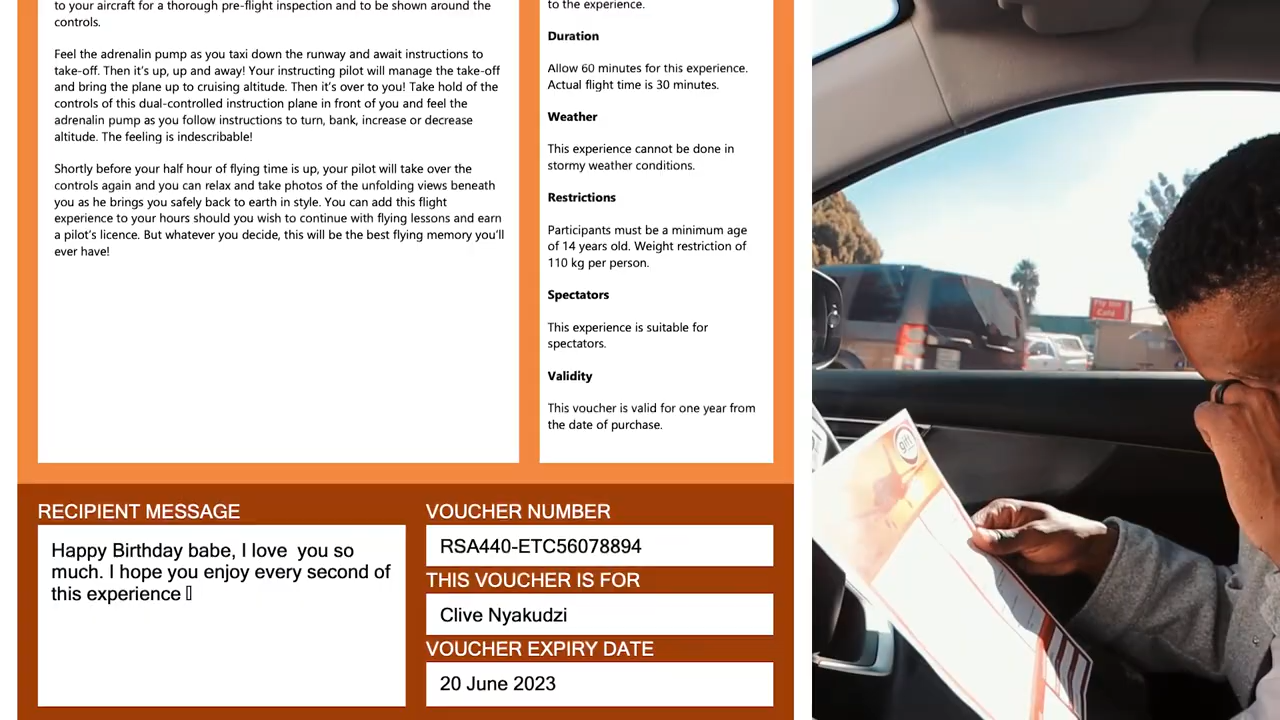 to your aircraft for a thorough pre-flight inspection and to be shown around the
controls.
Feel the adrenalin pump as you taxi down the runway and await instructions to
take-off. Then it's up, up and away! Your instructing pilot will manage the take-off
and bring the plane up to cruising altitude. Then it's over to you! Take hold of the
controls of this dual-controlled instruction plane in front of you and feel the
adrenalin pump as you follow instructions to turn, bank, increase or decrease
altitude. The feeling is indescribable!
Shortly before your half hour of flying time is up, your pilot will take over the
controls again and you can relax and take photos of the unfolding views beneath
you as he brings you safely back to earth in style. You can add this flight
experience to your hours should you wish to continue with flying lessons and earn
a pilot's licence. But whatever you decide, this will be the best flying memory you'll
ever have!
to the experience.
Duration
Allow 60 minutes for this experience.
Actual flight time is 30 minutes.
Weather
This experience cannot be done in
stormy weather conditions.
Restrictions
Participants must be a minimum age
of 14 years old. Weight restriction of
110 kg per person.
Spectators
This experience is suitable for
spectators.
Validity
This voucher is valid for one year from
the date of purchase.
RECIPIENT MESSAGE
Happy Birthday babe, I love  you so
much. I hope you enjoy every second of
this experience
VOUCHER NUMBER
RSA440-ETC56078894
THIS VOUCHER IS FOR
Clive Nyakudzi
VOUCHER EXPIRY DATE
20 June 2023
Café
gift